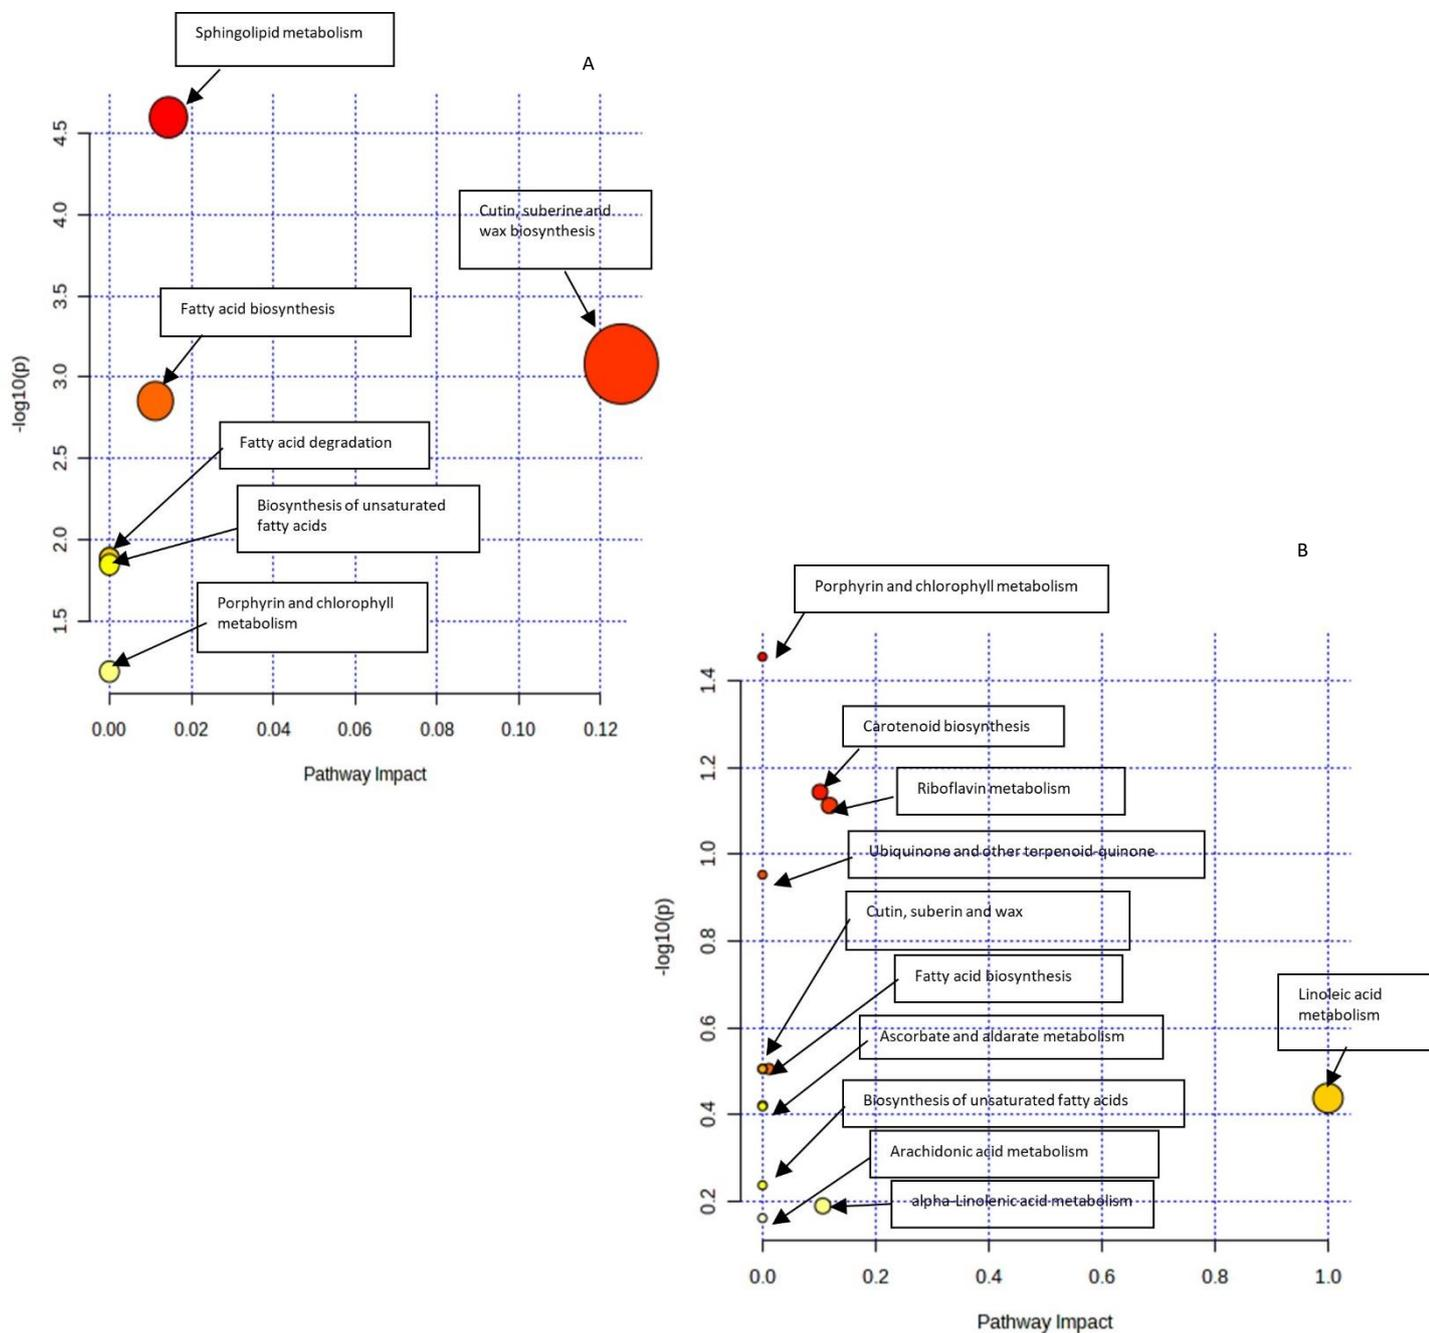 Sphingolipid metabolism
A
4.5
Cutin, suberine and
wax biosynthesis
4.0
Fatty acid biosynthesis
3.5
-log10(p)
3.0
Fatty acid degradation
2.5
Biosynthesis of unsaturated
fatty acids
2.0
Porphyrin and chlorophyll
metabolism
1.5
0.00 0.02 0.04 0.06 0.08 0.10 0.12
Pathway Impact
B
Porphyrin and chlorophyll metabolism
1.4
Carotenoid biosynthesis
1.2
Riboflavin metabolism
Ubiquinone and other terpenoid-quinone
1.0
Cutin, suberin and wax
-log10(p)
0.8
Fatty acid biosynthesis
Linoleic acid
metabolism
0.6
Ascorbate and aldarate metabolism
Biosynthesis of unsaturated fatty acids
0.4
Arachidonic acid metabolism
alpha-Linolenic acid metabolism
0.2
0.0 0.2 0.4 0.6 0.8 1.0
Pathway Impact